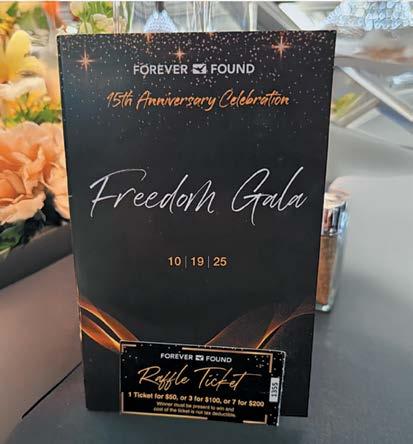 FOREVER FOUND
15th Anniversary Celebration
Freedom Gala
10 | 19 | 25
FOREVER FOUND
Raffle Ticket
1 Ticket for $50, or 3 for $100, or 7 for $200
Winner must be present to win and
cost of the ticket is not tax deductible.
1355